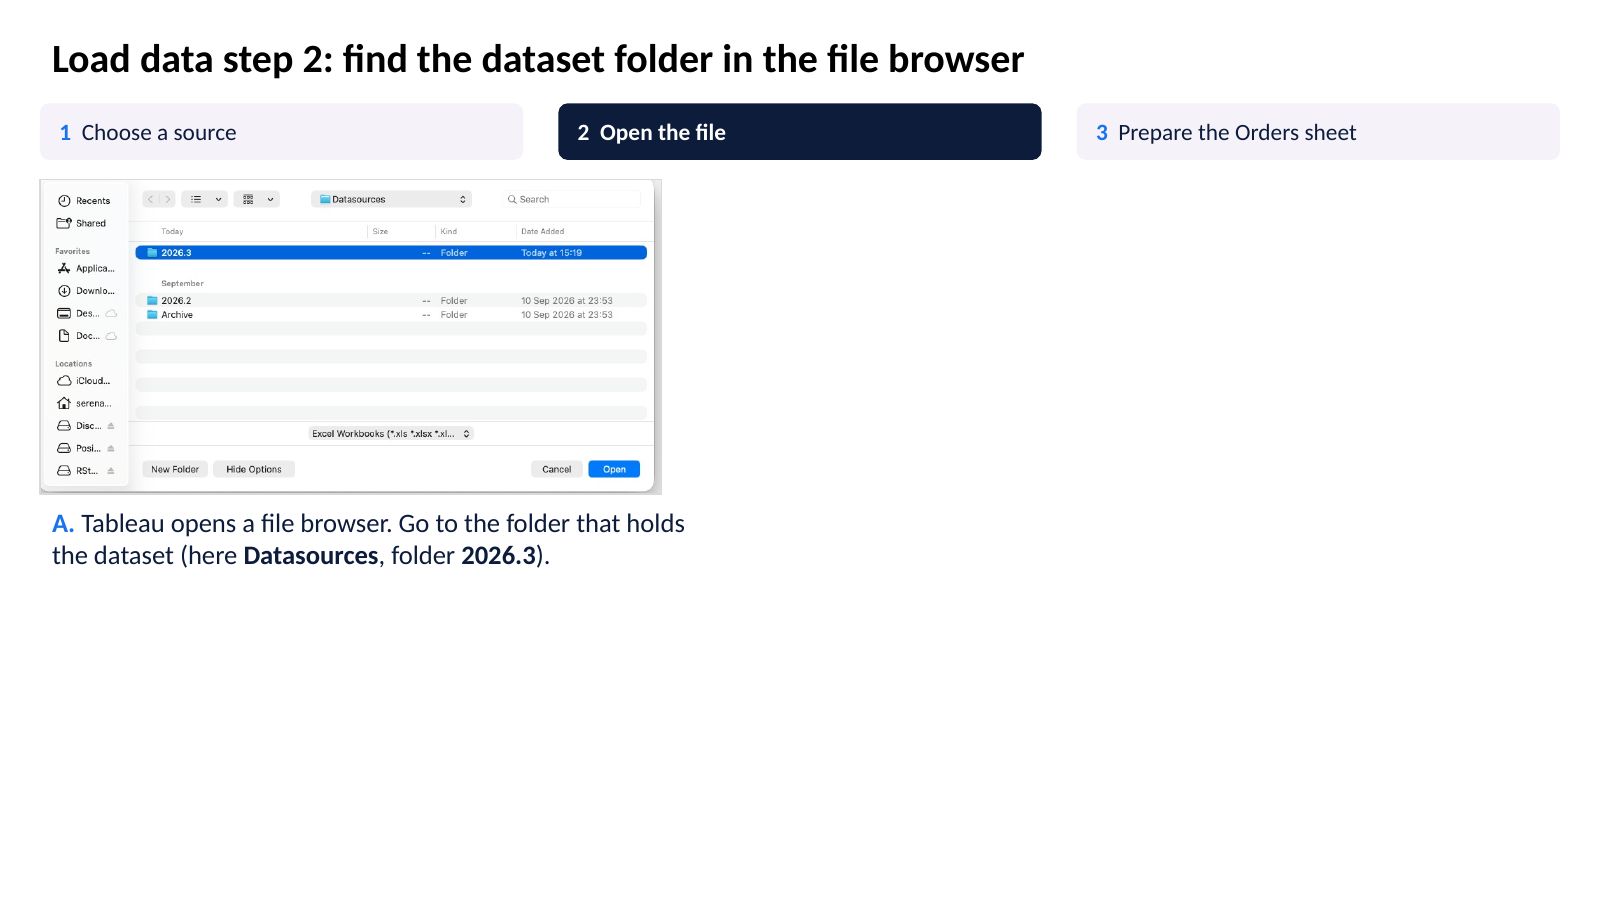 Load data step 2: find the dataset folder in the file browser
1 Choose a source
2 Open the file
3 Prepare the Orders sheet
Recents
Shared
Favorites
Applica...
Downlo...
Des...
Doc...
Locations
iCloud...
serena...
Disc...
Posi...
RSt...
Datasources
Search
Today Size Kind Date Added
2026.3 -- Folder Today at 15:19
September
2026.2 -- Folder 10 Sep 2026 at 23:53
Archive -- Folder 10 Sep 2026 at 23:53
Excel Workbooks (*.xls *.xlsx *.xl...
New Folder Hide Options Cancel Open
A. Tableau opens a file browser. Go to the folder that holds
the dataset (here Datasources, folder 2026.3).